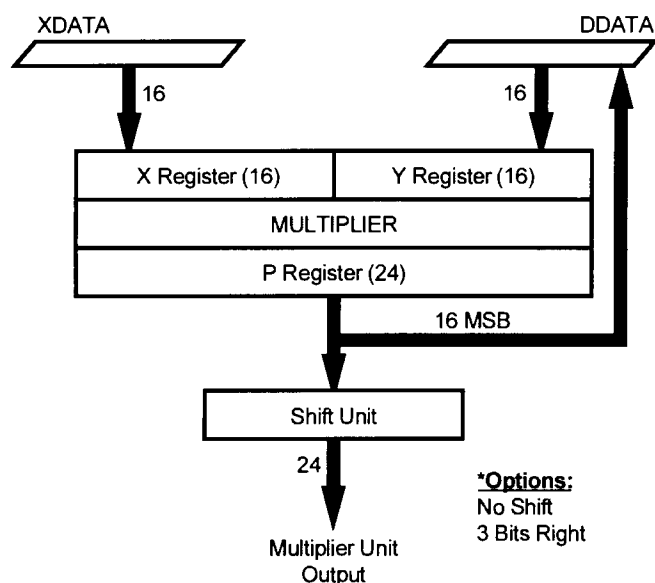 XDATA
DDATA
16
16
X Register (16)
Y Register (16)
MULTIPLIER
P Register (24)
16 MSB
Shift Unit
24
*Options:
No Shift
3 Bits Right
Multiplier Unit
Output